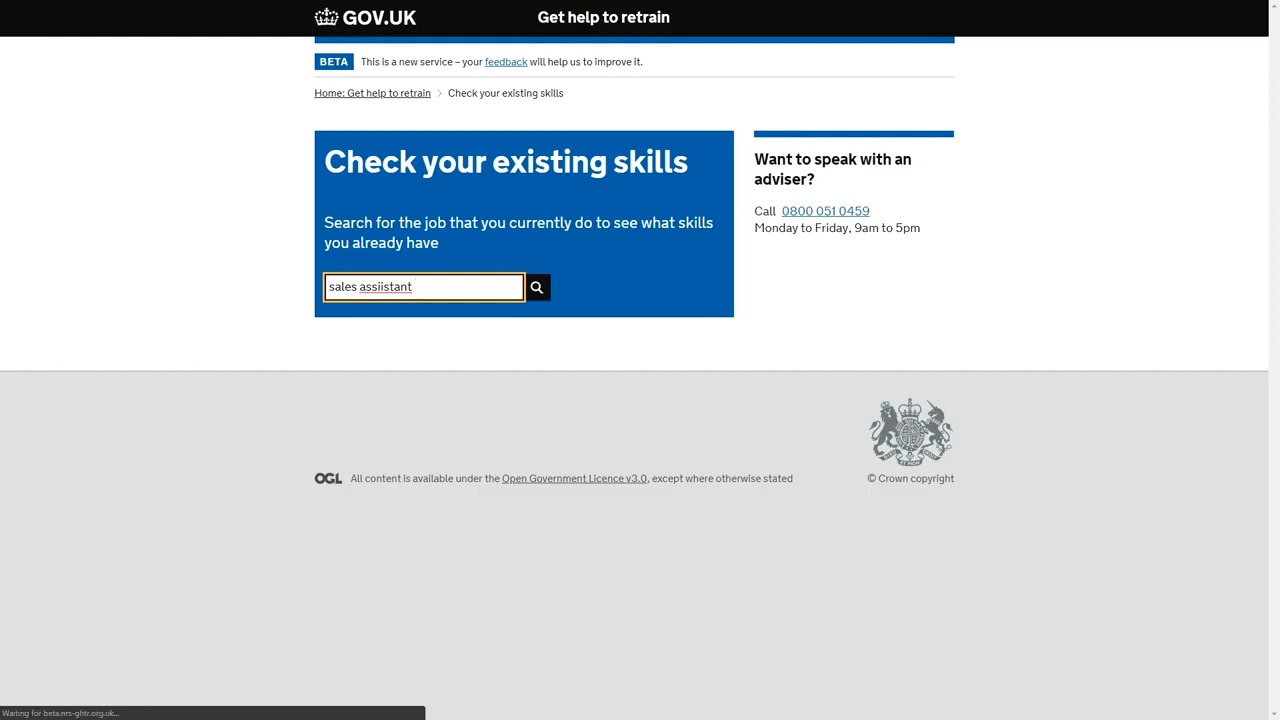 GOV.UK
Get help to retrain
BETA This is a new service – your feedback will help us to improve it.
Home: Get help to retrain > Check your existing skills
Check your existing skills
Search for the job that you currently do to see what skills
you already have
sales assiistant
Want to speak with an
adviser?
Call 0800 051 0459
Monday to Friday, 9am to 5pm
OGL All content is available under the Open Government Licence v3.0, except where otherwise stated
© Crown copyright
Waiting for beta.nrs-ghtr.org.uk...